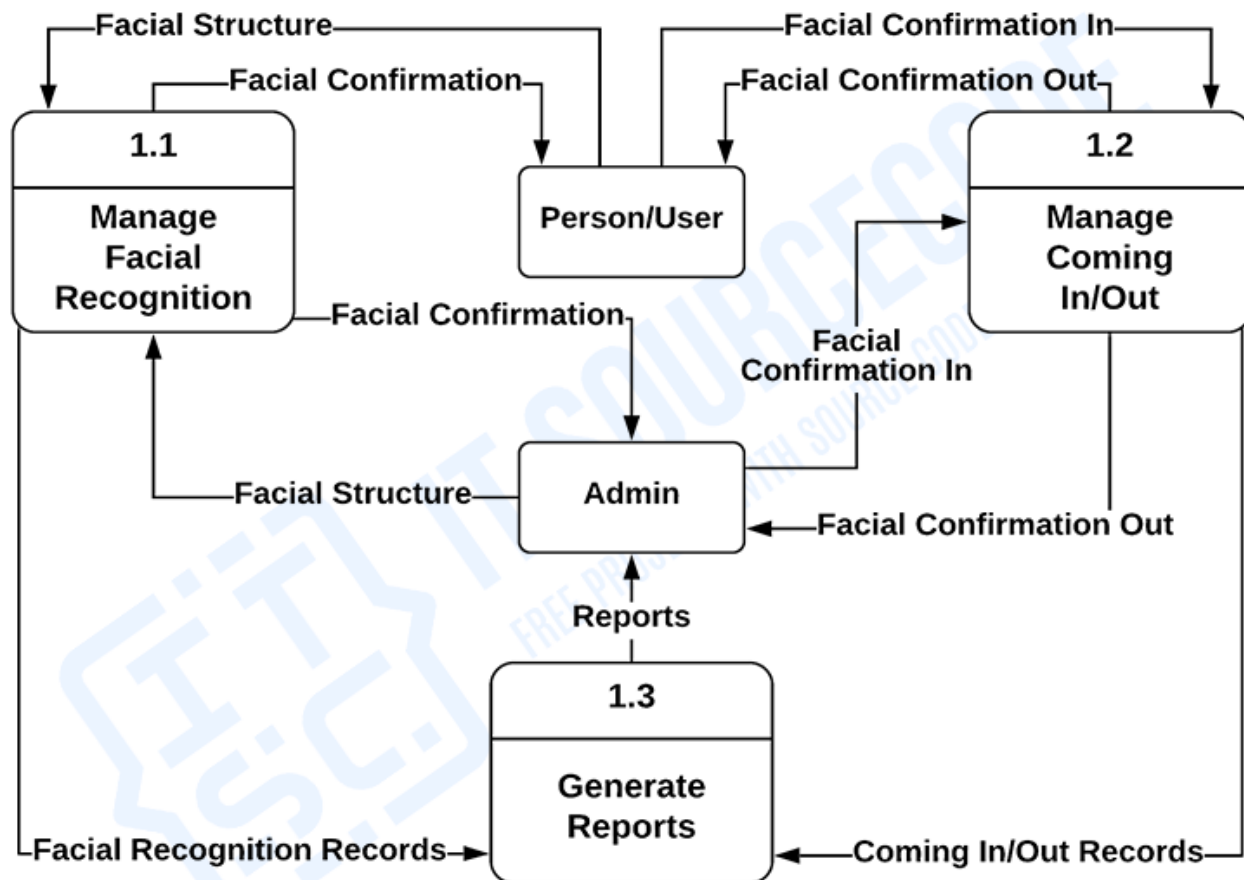 Facial Structure
Facial Confirmation In
Facial Confirmation
Facial Confirmation Out
1.1
Manage
Facial
Recognition
Person/User
1.2
Manage
Coming
In/Out
Facial Confirmation
Facial
Confirmation In
Facial Structure
Admin
Facial Confirmation Out
Reports
1.3
Generate
Reports
Facial Recognition Records
Coming In/Out Records
IT SOURCECODE